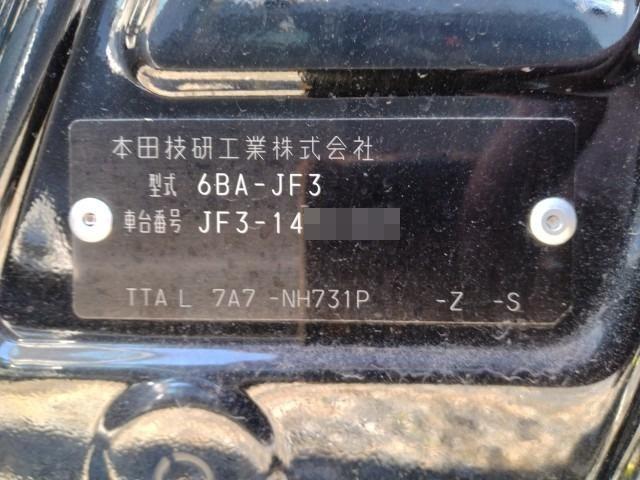 本田技研工業株式会社
型式 6BA-JF3
車台番号 JF3-14
TTA L 7A7 -NH731P -Z -S